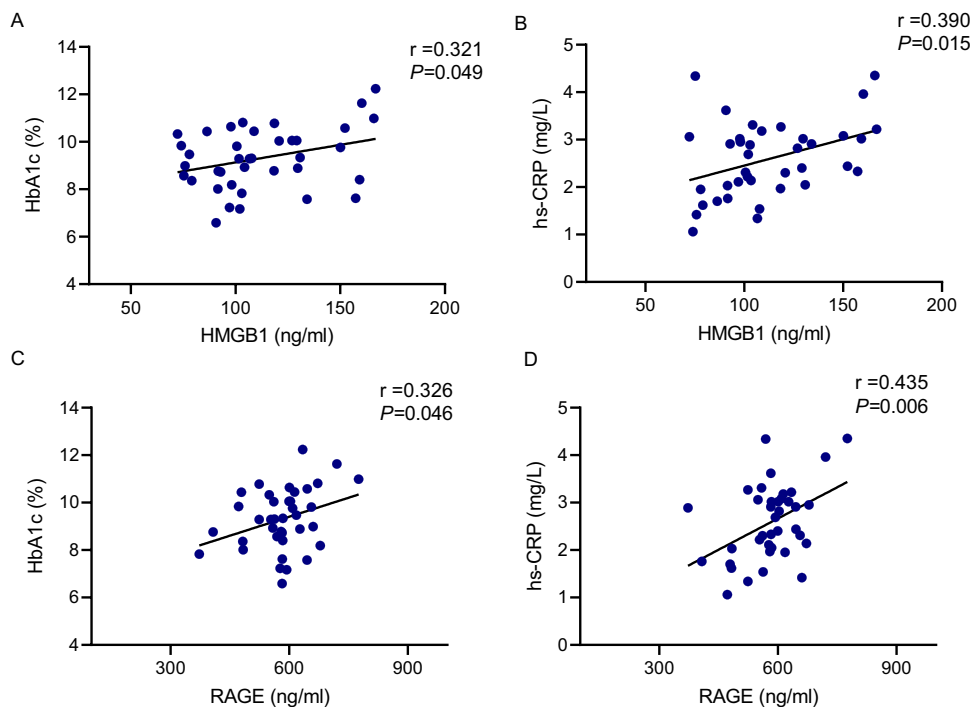 A
r =0.321
P=0.049
14
12
10
8
6
4
HbA1c (%)
50
100
150
200
HMGB1 (ng/ml)
B
r =0.390
P=0.015
5
4
3
2
1
0
hs-CRP (mg/L)
50
100
150
200
HMGB1 (ng/ml)
C
r =0.326
P=0.046
14
12
10
8
6
4
HbA1c (%)
300
600
900
RAGE (ng/ml)
D
r =0.435
P=0.006
5
4
3
2
1
0
hs-CRP (mg/L)
300
600
900
RAGE (ng/ml)